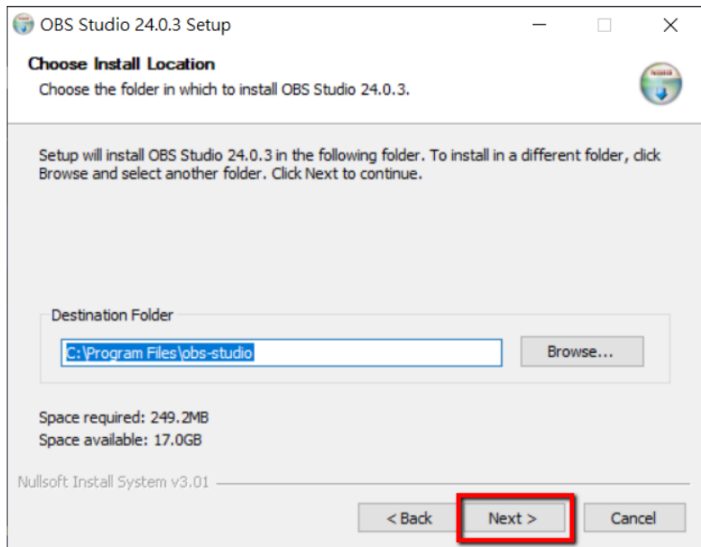 OBS Studio 24.0.3 Setup
Choose Install Location
Choose the folder in which to install OBS Studio 24.0.3.
Setup will install OBS Studio 24.0.3 in the following folder. To install in a different folder, click
Browse and select another folder. Click Next to continue.
Destination Folder
C:\Program Files\obs-studio
Browse...
Space required: 249.2MB
Space available: 17.0GB
Nullsoft Install System v3.01
< Back
Next >
Cancel